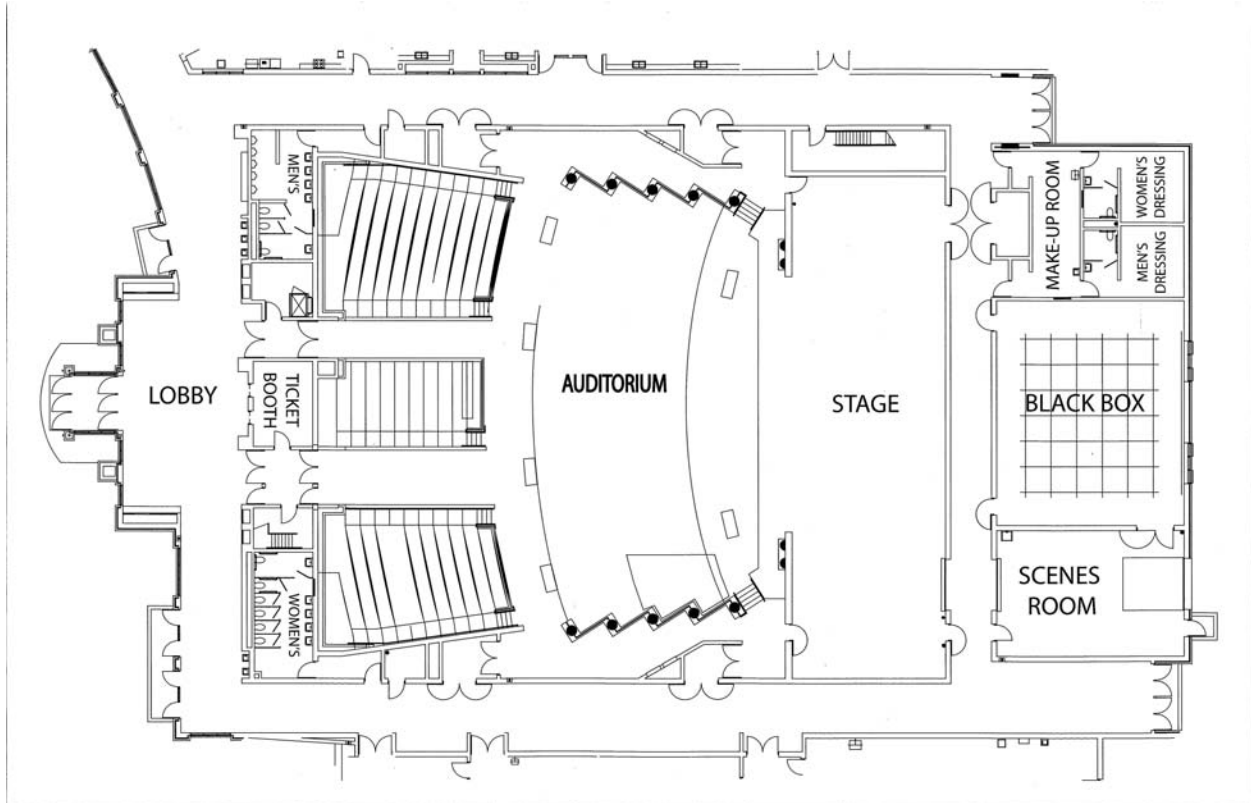 MEN'S
WOMEN'S
DRESSING
MAKE-UP ROOM
MEN'S
DRESSING
LOBBY
TICKET
BOOTH
AUDITORIUM
STAGE
BLACK BOX
SCENES
ROOM
WOMEN'S